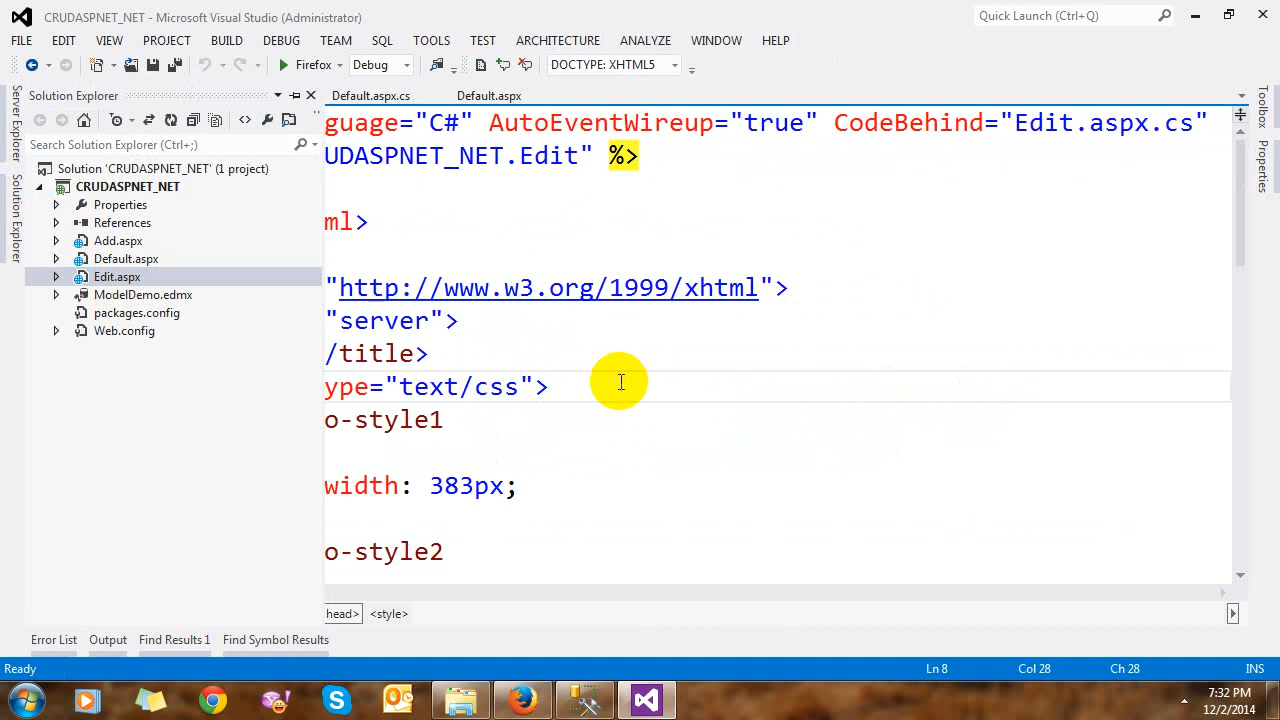 CRUDASPNET_NET - Microsoft Visual Studio (Administrator)
Quick Launch (Ctrl+Q)
FILE EDIT VIEW PROJECT BUILD DEBUG TEAM SQL TOOLS TEST ARCHITECTURE ANALYZE WINDOW HELP
Firefox Debug DOCTYPE: XHTML5
Server Explorer
Solution Explorer
Solution Explorer
Search Solution Explorer (Ctrl+;)
Solution 'CRUDASPNET_NET' (1 project)
CRUDASPNET_NET
Properties
References
Add.aspx
Default.aspx
Edit.aspx
ModelDemo.edmx
packages.config
Web.config
Default.aspx.cs Default.aspx
guage="C#" AutoEventWireup="true" CodeBehind="Edit.aspx.cs"
UDASPNET_NET.Edit" %>
ml>
"http://www.w3.org/1999/xhtml">
"server">
/title>
ype="text/css">
o-style1
width: 383px;
o-style2
head> <style>
Toolbox
Properties
Error List Output Find Results 1 Find Symbol Results
Ready Ln 8 Col 28 Ch 28 INS
7:32 PM
12/2/2014